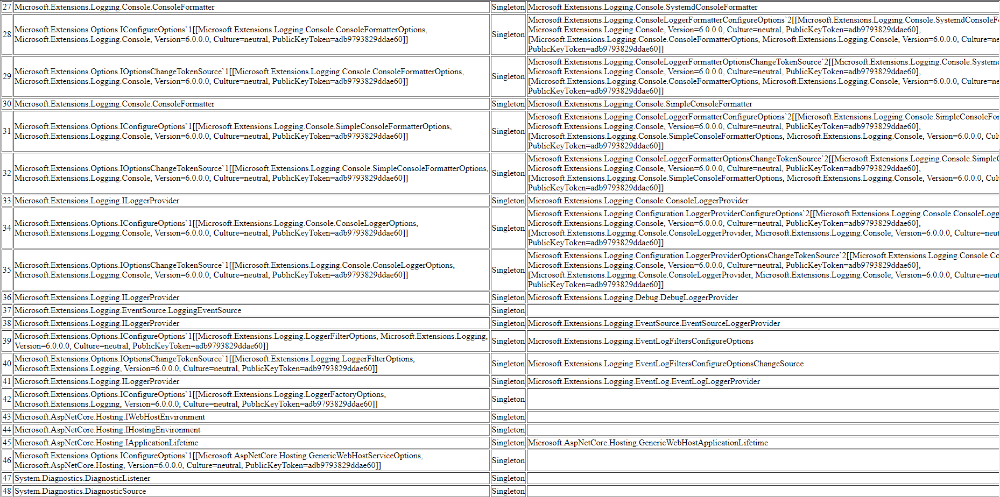 27 Microsoft.Extensions.Logging.Console.ConsoleFormatter Singleton Microsoft.Extensions.Logging.Console.SystemdConsoleFormatter
28 Microsoft.Extensions.Options.IConfigureOptions`1[[Microsoft.Extensions.Logging.Console.ConsoleFormatterOptions,
Microsoft.Extensions.Logging.Console, Version=6.0.0.0, Culture=neutral, PublicKeyToken=adb9793829ddae60]]
Singleton
Microsoft.Extensions.Logging.ConsoleLoggerFormatterConfigureOptions`2[[Microsoft.Extensions.Logging.Console.SystemdConsoleF
Microsoft.Extensions.Logging.Console, Version=6.0.0.0, Culture=neutral, PublicKeyToken=adb9793829ddae60],
[Microsoft.Extensions.Logging.Console.ConsoleFormatterOptions, Microsoft.Extensions.Logging.Console, Version=6.0.0.0, Culture=ne
PublicKeyToken=adb9793829ddae60]]
29 Microsoft.Extensions.Options.IOptionsChangeTokenSource`1[[Microsoft.Extensions.Logging.Console.ConsoleFormatterOptions,
Microsoft.Extensions.Logging.Console, Version=6.0.0.0, Culture=neutral, PublicKeyToken=adb9793829ddae60]]
Singleton
Microsoft.Extensions.Logging.ConsoleLoggerFormatterOptionsChangeTokenSource`2[[Microsoft.Extensions.Logging.Console.System
Microsoft.Extensions.Logging.Console, Version=6.0.0.0, Culture=neutral, PublicKeyToken=adb9793829ddae60],
[Microsoft.Extensions.Logging.Console.ConsoleFormatterOptions, Microsoft.Extensions.Logging.Console, Version=6.0.0.0, Culture=ne
PublicKeyToken=adb9793829ddae60]]
30 Microsoft.Extensions.Logging.Console.ConsoleFormatter Singleton Microsoft.Extensions.Logging.Console.SimpleConsoleFormatter
31 Microsoft.Extensions.Options.IConfigureOptions`1[[Microsoft.Extensions.Logging.Console.SimpleConsoleFormatterOptions,
Microsoft.Extensions.Logging.Console, Version=6.0.0.0, Culture=neutral, PublicKeyToken=adb9793829ddae60]]
Singleton
Microsoft.Extensions.Logging.ConsoleLoggerFormatterConfigureOptions`2[[Microsoft.Extensions.Logging.Console.SimpleConsoleFor
Microsoft.Extensions.Logging.Console, Version=6.0.0.0, Culture=neutral, PublicKeyToken=adb9793829ddae60],
[Microsoft.Extensions.Logging.Console.SimpleConsoleFormatterOptions, Microsoft.Extensions.Logging.Console, Version=6.0.0.0, Cul
PublicKeyToken=adb9793829ddae60]]
32 Microsoft.Extensions.Options.IOptionsChangeTokenSource`1[[Microsoft.Extensions.Logging.Console.SimpleConsoleFormatterOptions,
Microsoft.Extensions.Logging.Console, Version=6.0.0.0, Culture=neutral, PublicKeyToken=adb9793829ddae60]]
Singleton
Microsoft.Extensions.Logging.ConsoleLoggerFormatterOptionsChangeTokenSource`2[[Microsoft.Extensions.Logging.Console.Simple
Microsoft.Extensions.Logging.Console, Version=6.0.0.0, Culture=neutral, PublicKeyToken=adb9793829ddae60],
[Microsoft.Extensions.Logging.Console.SimpleConsoleFormatterOptions, Microsoft.Extensions.Logging.Console, Version=6.0.0.0, Cul
PublicKeyToken=adb9793829ddae60]]
33 Microsoft.Extensions.Logging.ILoggerProvider Singleton Microsoft.Extensions.Logging.Console.ConsoleLoggerProvider
34 Microsoft.Extensions.Options.IConfigureOptions`1[[Microsoft.Extensions.Logging.Console.ConsoleLoggerOptions,
Microsoft.Extensions.Logging.Console, Version=6.0.0.0, Culture=neutral, PublicKeyToken=adb9793829ddae60]]
Singleton
Microsoft.Extensions.Logging.Configuration.LoggerProviderConfigureOptions`2[[Microsoft.Extensions.Logging.Console.ConsoleLogg
Microsoft.Extensions.Logging.Console, Version=6.0.0.0, Culture=neutral, PublicKeyToken=adb9793829ddae60],
[Microsoft.Extensions.Logging.Console.ConsoleLoggerProvider, Microsoft.Extensions.Logging.Console, Version=6.0.0.0, Culture=neut
PublicKeyToken=adb9793829ddae60]]
35 Microsoft.Extensions.Options.IOptionsChangeTokenSource`1[[Microsoft.Extensions.Logging.Console.ConsoleLoggerOptions,
Microsoft.Extensions.Logging.Console, Version=6.0.0.0, Culture=neutral, PublicKeyToken=adb9793829ddae60]]
Singleton
Microsoft.Extensions.Logging.Configuration.LoggerProviderOptionsChangeTokenSource`2[[Microsoft.Extensions.Logging.Console.Co
Microsoft.Extensions.Logging.Console, Version=6.0.0.0, Culture=neutral, PublicKeyToken=adb9793829ddae60],
[Microsoft.Extensions.Logging.Console.ConsoleLoggerProvider, Microsoft.Extensions.Logging.Console, Version=6.0.0.0, Culture=neut
PublicKeyToken=adb9793829ddae60]]
36 Microsoft.Extensions.Logging.ILoggerProvider Singleton Microsoft.Extensions.Logging.Debug.DebugLoggerProvider
37 Microsoft.Extensions.Logging.EventSource.LoggingEventSource Singleton
38 Microsoft.Extensions.Logging.ILoggerProvider Singleton Microsoft.Extensions.Logging.EventSource.EventSourceLoggerProvider
39 Microsoft.Extensions.Options.IConfigureOptions`1[[Microsoft.Extensions.Logging.LoggerFilterOptions, Microsoft.Extensions.Logging,
Version=6.0.0.0, Culture=neutral, PublicKeyToken=adb9793829ddae60]]
Singleton Microsoft.Extensions.Logging.EventLogFiltersConfigureOptions
40 Microsoft.Extensions.Options.IOptionsChangeTokenSource`1[[Microsoft.Extensions.Logging.LoggerFilterOptions,
Microsoft.Extensions.Logging, Version=6.0.0.0, Culture=neutral, PublicKeyToken=adb9793829ddae60]]
Singleton Microsoft.Extensions.Logging.EventLogFiltersConfigureOptionsChangeSource
41 Microsoft.Extensions.Logging.ILoggerProvider Singleton Microsoft.Extensions.Logging.EventLog.EventLogLoggerProvider
42 Microsoft.Extensions.Options.IConfigureOptions`1[[Microsoft.Extensions.Logging.LoggerFactoryOptions,
Microsoft.Extensions.Logging, Version=6.0.0.0, Culture=neutral, PublicKeyToken=adb9793829ddae60]]
Singleton
43 Microsoft.AspNetCore.Hosting.IWebHostEnvironment Singleton
44 Microsoft.AspNetCore.Hosting.IHostingEnvironment Singleton
45 Microsoft.AspNetCore.Hosting.IApplicationLifetime Singleton Microsoft.AspNetCore.Hosting.GenericWebHostApplicationLifetime
46 Microsoft.Extensions.Options.IConfigureOptions`1[[Microsoft.AspNetCore.Hosting.GenericWebHostServiceOptions,
Microsoft.AspNetCore.Hosting, Version=6.0.0.0, Culture=neutral, PublicKeyToken=adb9793829ddae60]]
Singleton
47 System.Diagnostics.DiagnosticListener Singleton
48 System.Diagnostics.DiagnosticSource Singleton